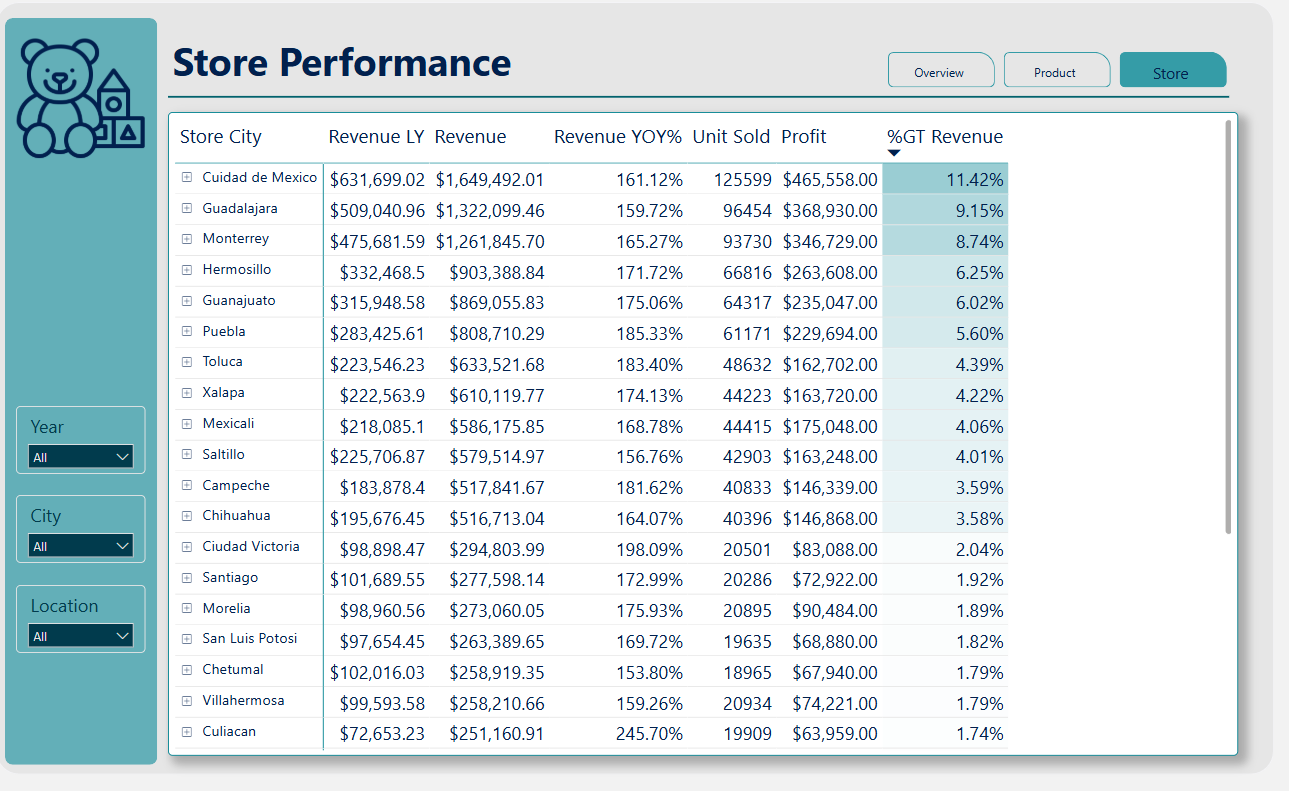 Store Performance
Overview Product Store
Store City Revenue LY Revenue Revenue YOY% Unit Sold Profit %GT Revenue
Cuidad de Mexico $631,699.02 $1,649,492.01 161.12% 125599 $465,558.00 11.42%
Guadalajara $509,040.96 $1,322,099.46 159.72% 96454 $368,930.00 9.15%
Monterrey $475,681.59 $1,261,845.70 165.27% 93730 $346,729.00 8.74%
Hermosillo $332,468.5 $903,388.84 171.72% 66816 $263,608.00 6.25%
Guanajuato $315,948.58 $869,055.83 175.06% 64317 $235,047.00 6.02%
Puebla $283,425.61 $808,710.29 185.33% 61171 $229,694.00 5.60%
Toluca $223,546.23 $633,521.68 183.40% 48632 $162,702.00 4.39%
Xalapa $222,563.9 $610,119.77 174.13% 44223 $163,720.00 4.22%
Mexicali $218,085.1 $586,175.85 168.78% 44415 $175,048.00 4.06%
Saltillo $225,706.87 $579,514.97 156.76% 42903 $163,248.00 4.01%
Campeche $183,878.4 $517,841.67 181.62% 40833 $146,339.00 3.59%
Chihuahua $195,676.45 $516,713.04 164.07% 40396 $146,868.00 3.58%
Ciudad Victoria $98,898.47 $294,803.99 198.09% 20501 $83,088.00 2.04%
Santiago $101,689.55 $277,598.14 172.99% 20286 $72,922.00 1.92%
Morelia $98,960.56 $273,060.05 175.93% 20895 $90,484.00 1.89%
San Luis Potosi $97,654.45 $263,389.65 169.72% 19635 $68,880.00 1.82%
Chetumal $102,016.03 $258,919.35 153.80% 18965 $67,940.00 1.79%
Villahermosa $99,593.58 $258,210.66 159.26% 20934 $74,221.00 1.79%
Culiacan $72,653.23 $251,160.91 245.70% 19909 $63,959.00 1.74%
Year
All
City
All
Location
All